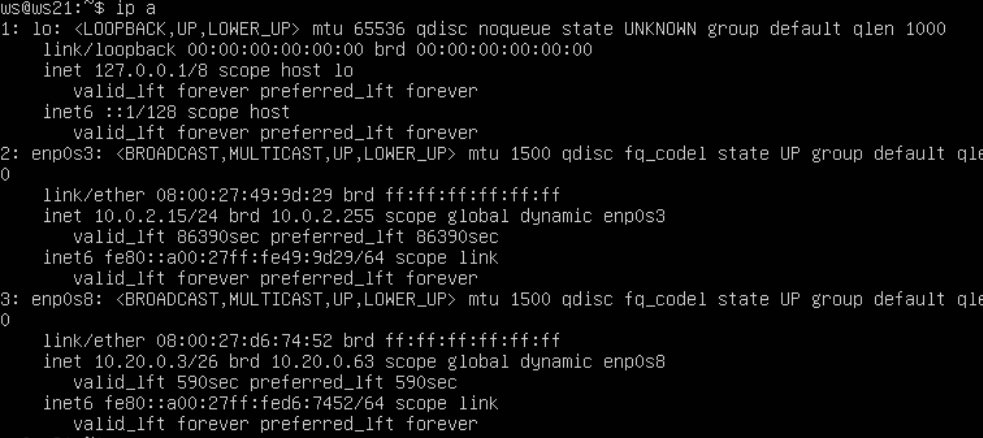 ws@ws21:~$ ip a
1: lo: <LOOPBACK,UP,LOWER_UP> mtu 65536 qdisc noqueue state UNKNOWN group default qlen 1000
    link/loopback 00:00:00:00:00:00 brd 00:00:00:00:00:00
    inet 127.0.0.1/8 scope host lo
       valid_lft forever preferred_lft forever
    inet6 ::1/128 scope host
       valid_lft forever preferred_lft forever
2: enp0s3: <BROADCAST,MULTICAST,UP,LOWER_UP> mtu 1500 qdisc fq_codel state UP group default qle
0
    link/ether 08:00:27:49:9d:29 brd ff:ff:ff:ff:ff:ff
    inet 10.0.2.15/24 brd 10.0.2.255 scope global dynamic enp0s3
       valid_lft 86390sec preferred_lft 86390sec
    inet6 fe80::a00:27ff:fe49:9d29/64 scope link
       valid_lft forever preferred_lft forever
3: enp0s8: <BROADCAST,MULTICAST,UP,LOWER_UP> mtu 1500 qdisc fq_codel state UP group default qle
0
    link/ether 08:00:27:d6:74:52 brd ff:ff:ff:ff:ff:ff
    inet 10.20.0.3/26 brd 10.20.0.63 scope global dynamic enp0s8
       valid_lft 590sec preferred_lft 590sec
    inet6 fe80::a00:27ff:fed6:7452/64 scope link
       valid_lft forever preferred_lft forever